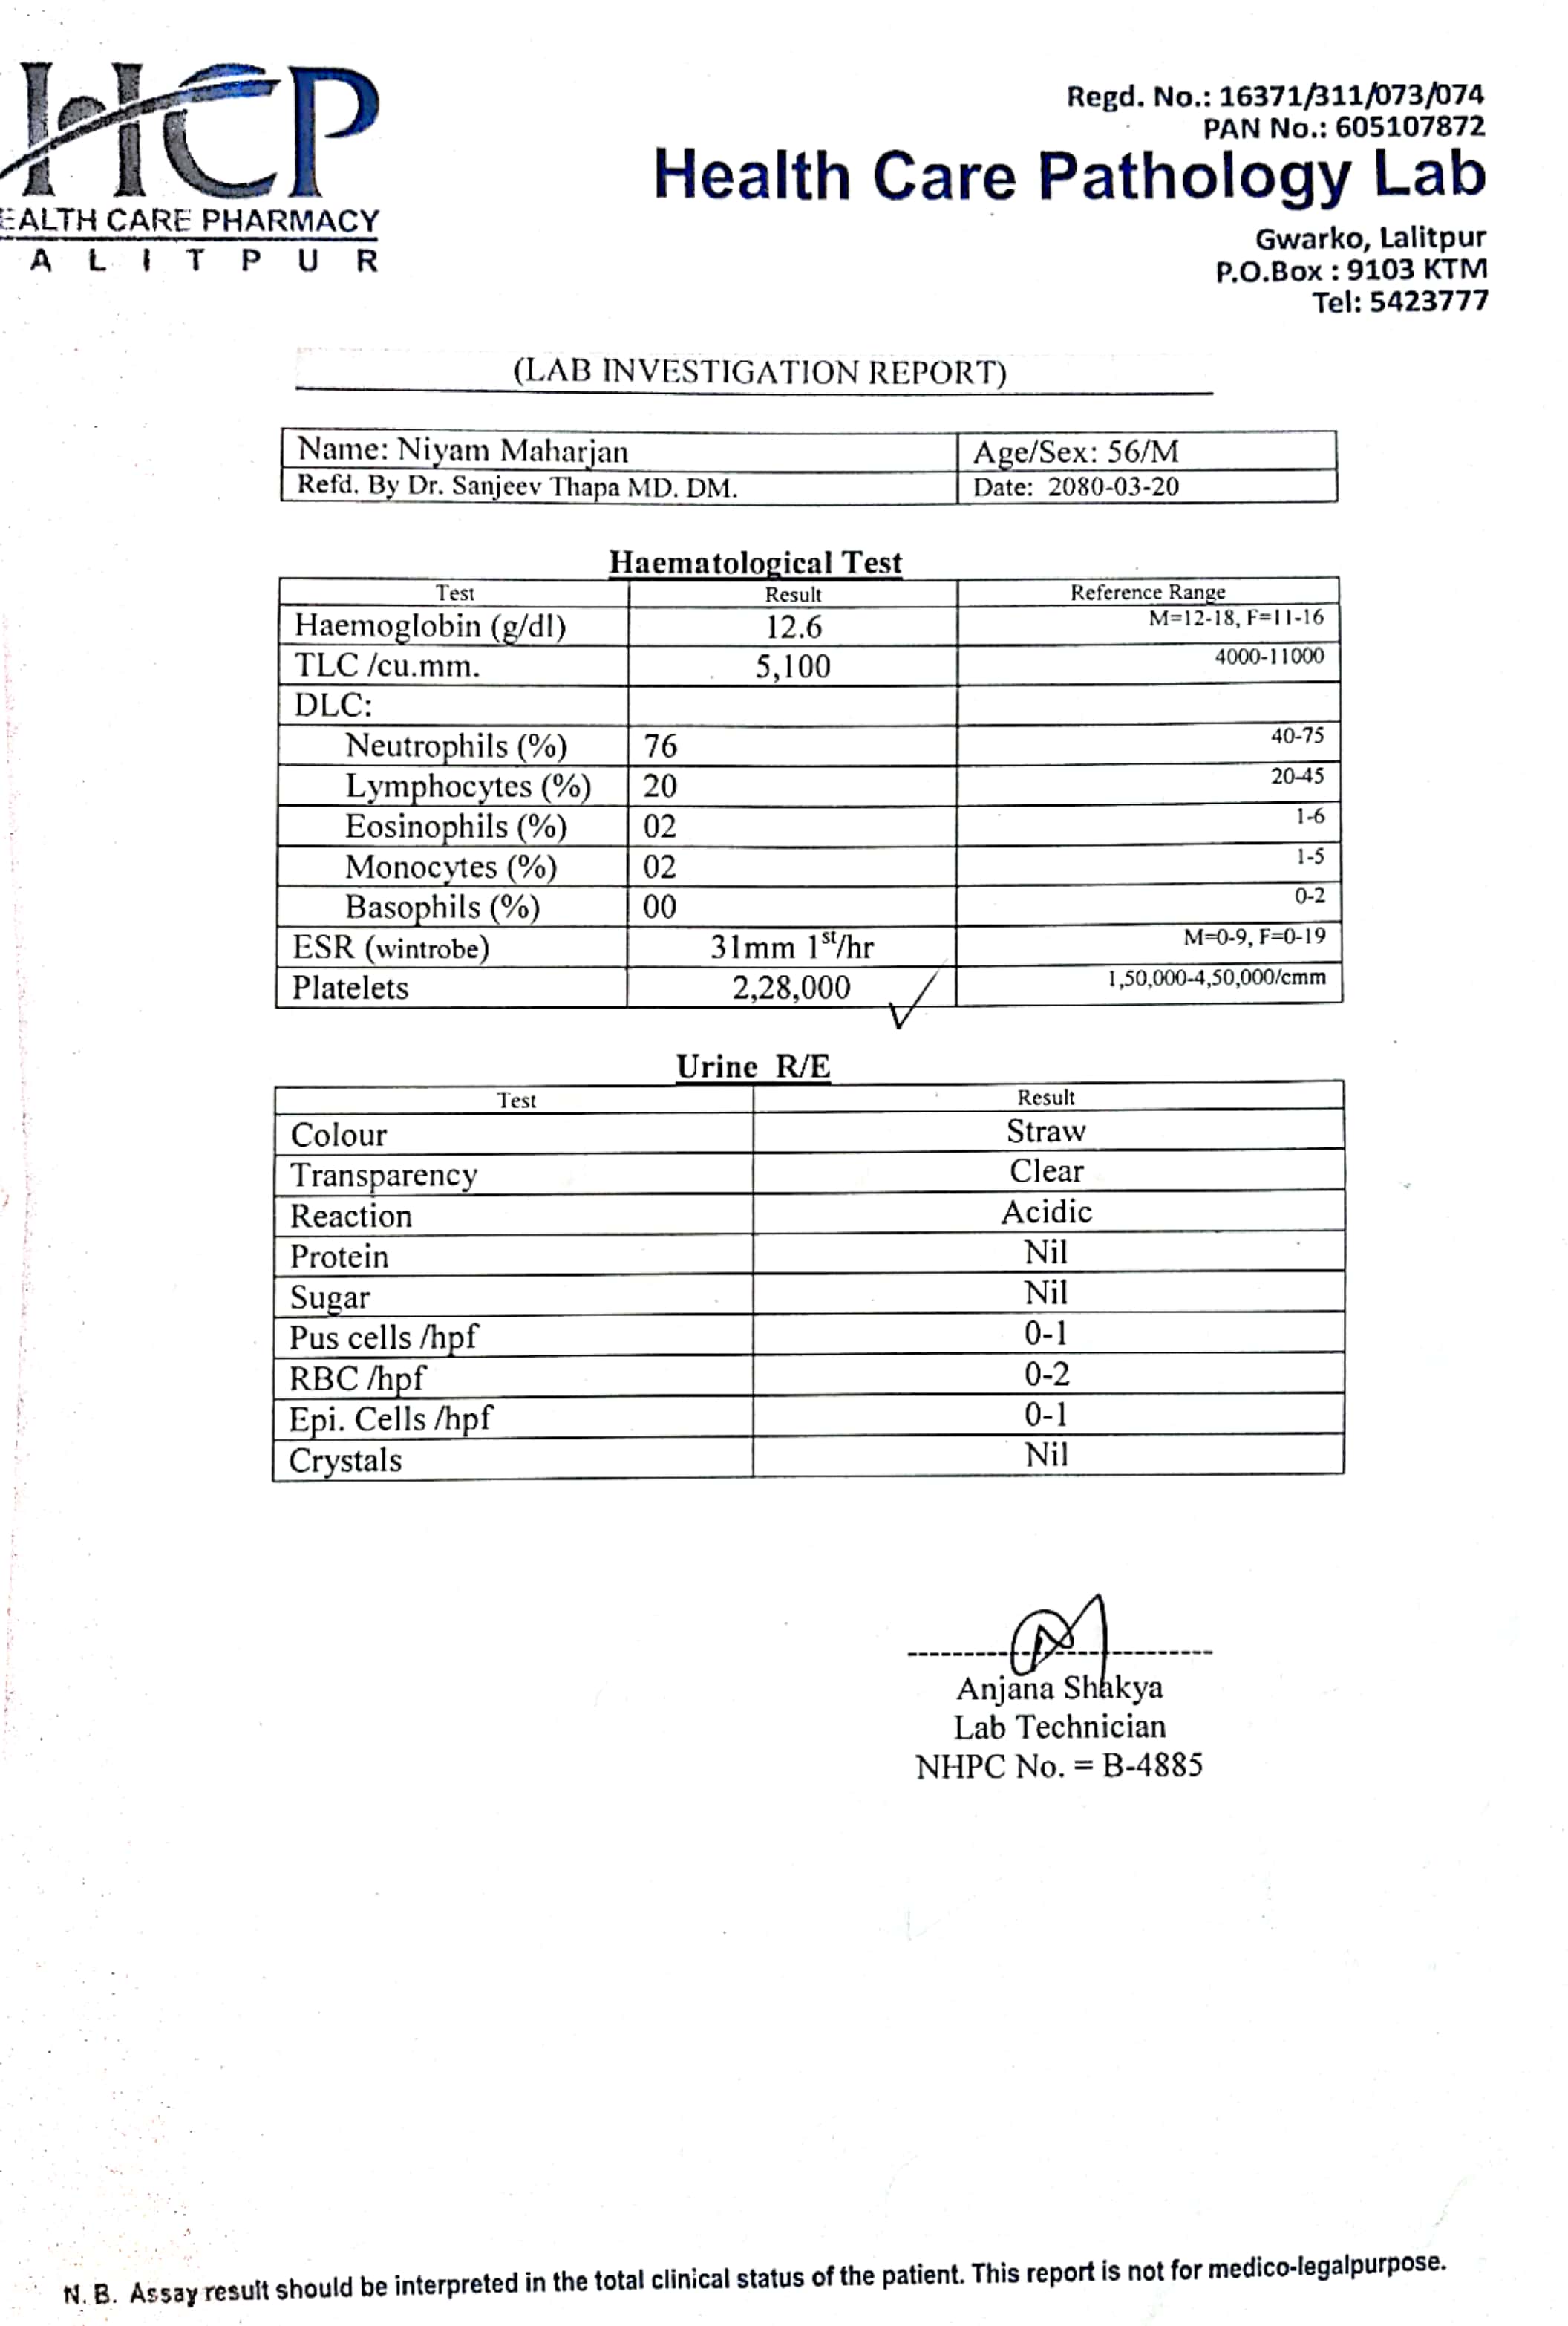 HCP
EALTH CARE PHARMACY
A L I T P U R
Regd. No.: 16371/311/073/074
PAN No.: 605107872
Health Care Pathology Lab
Gwarko, Lalitpur
P.O.Box : 9103 KTM
Tel: 5423777
(LAB INVESTIGATION REPORT)
Name: Niyam Maharjan Age/Sex: 56/M
Refd. By Dr. Sanjeev Thapa MD. DM. Date: 2080-03-20
Haematological Test
Test Result Reference Range
Haemoglobin (g/dl) 12.6 M=12-18, F=11-16
TLC /cu.mm. 5,100 4000-11000
DLC:
Neutrophils (%) 76 40-75
Lymphocytes (%) 20 20-45
Eosinophils (%) 02 1-6
Monocytes (%) 02 1-5
Basophils (%) 00 0-2
ESR (wintrobe) 31mm 1st/hr M=0-9, F=0-19
Platelets 2,28,000 1,50,000-4,50,000/cmm
Urine R/E
Test Result
Colour Straw
Transparency Clear
Reaction Acidic
Protein Nil
Sugar Nil
Pus cells /hpf 0-1
RBC /hpf 0-2
Epi. Cells /hpf 0-1
Crystals Nil
Anjana Shakya
Lab Technician
NHPC No. = B-4885
N. B. Assay result should be interpreted in the total clinical status of the patient. This report is not for medico-legalpurpose.